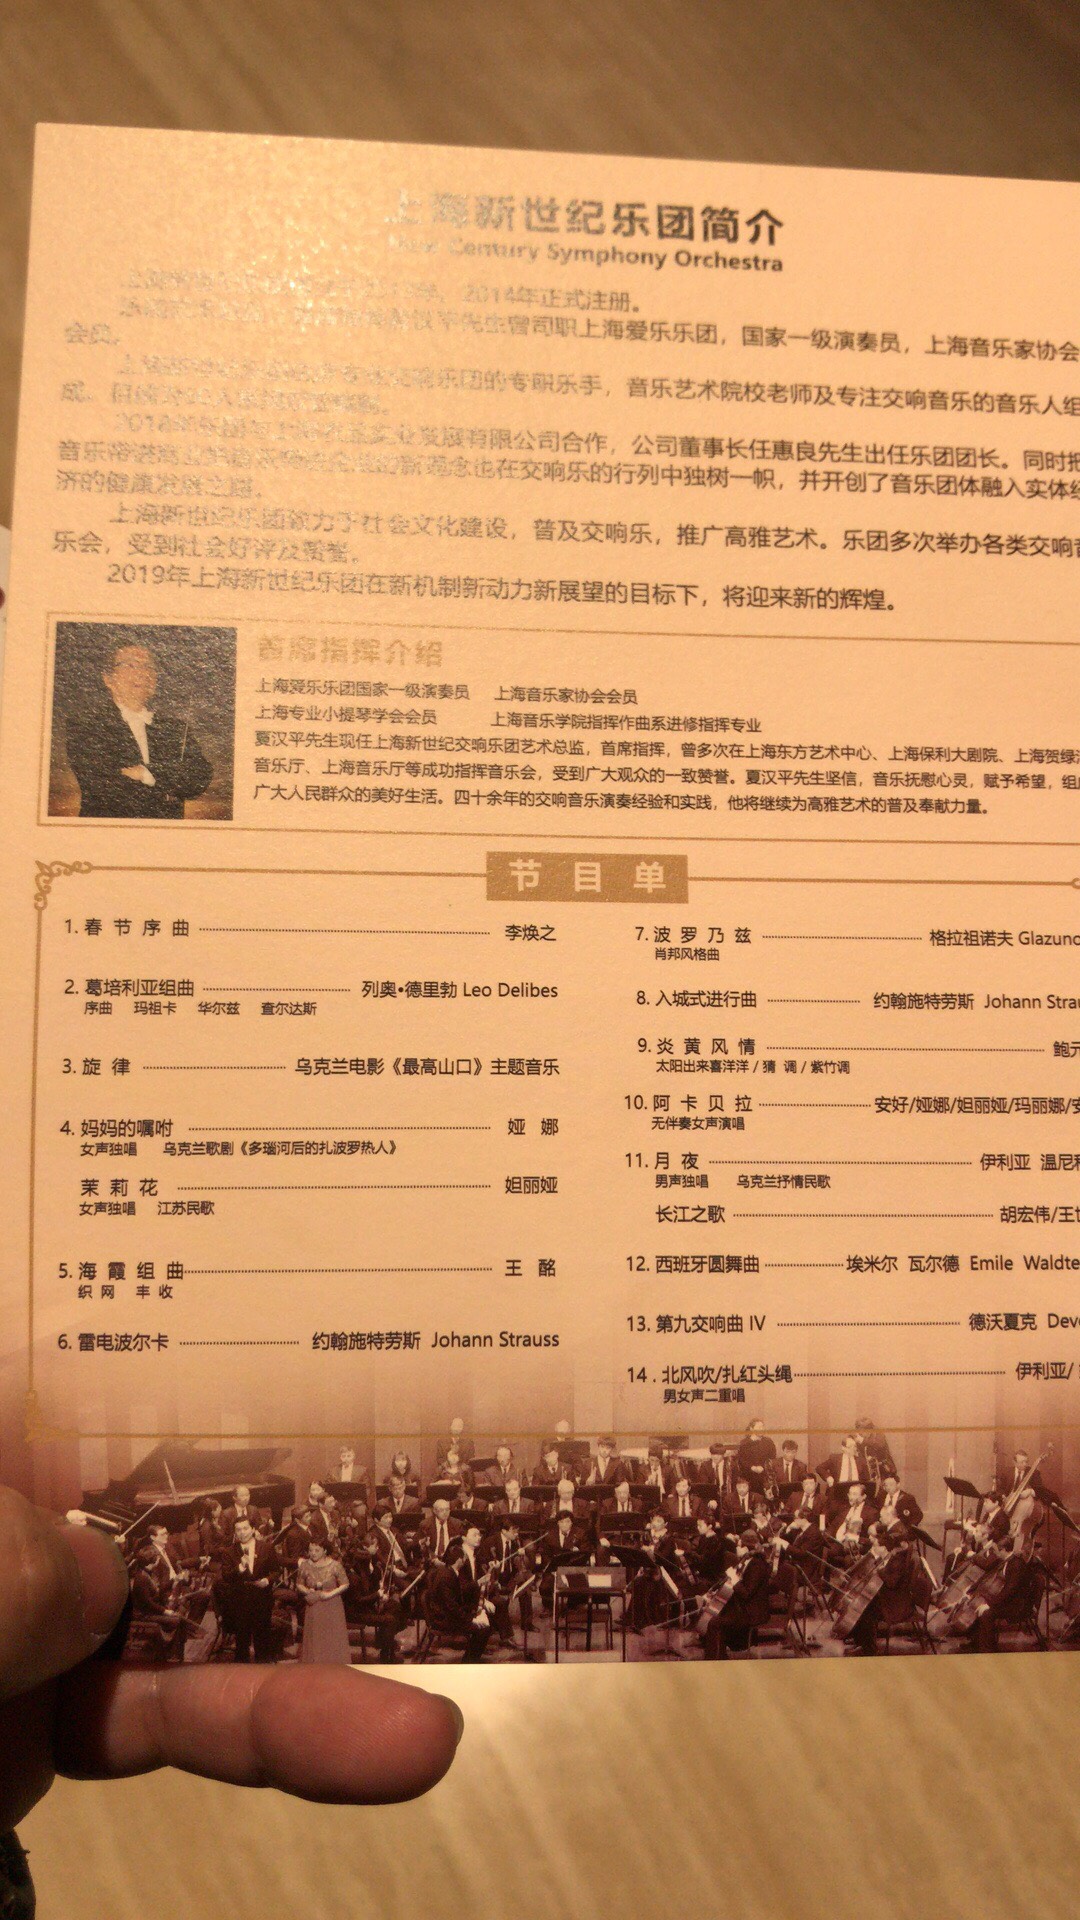 上海新世纪乐团简介
New Century Symphony Orchestra
2014年正式注册。
先生曾司职上海爱乐乐团，国家一级演奏员，上海音乐家协会
会员。
乐团的专职乐手，音乐艺术院校老师及专注交响音乐的音乐人组
成。
实业发展有限公司合作，公司董事长任惠良先生出任乐团团长。同时把
音乐 的新理念也在交响乐的行列中独树一帜，并开创了音乐团体融入实体经
济的健康发展之路。
上海新世纪乐团致力于社会文化建设，普及交响乐，推广高雅艺术。乐团多次举办各类交响音
乐会，受到社会好评及赞誉。
2019年上海新世纪乐团在新机制新动力新展望的目标下，将迎来新的辉煌。
首席指挥介绍
上海爱乐乐团国家一级演奏员 上海音乐家协会会员
上海专业小提琴学会会员 上海音乐学院指挥作曲系进修指挥专业
夏汉平先生现任上海新世纪交响乐团艺术总监，首席指挥，曾多次在上海东方艺术中心、上海保利大剧院、上海贺绿
音乐厅、上海音乐厅等成功指挥音乐会，受到广大观众的一致赞誉。夏汉平先生坚信，音乐抚慰心灵，赋予希望，
广大人民群众的美好生活。四十余年的交响音乐演奏经验和实践，他将继续为高雅艺术的普及奉献力量。
节目单
1. 春节序曲 李焕之
2. 葛培利亚组曲 列奥•德里勃 Leo Delibes
序曲 玛祖卡 华尔兹 查尔达斯
3. 旋律 乌克兰电影《最高山口》主题音乐
4. 妈妈的嘱咐 娅娜
女声独唱 乌克兰歌剧《多瑙河后的扎波罗热人》
茉莉花 妲丽娅
女声独唱 江苏民歌
5. 海霞组曲 王酩
织网 丰收
6. 雷电波尔卡 约翰施特劳斯 Johann Strauss
7. 波罗乃兹 格拉祖诺夫 Glazuno
肖邦风格曲
8. 入城式进行曲 约翰施特劳斯 Johann Strau
9. 炎黄风情 鲍元
太阳出来喜洋洋 / 猜调 / 紫竹调
10. 阿卡贝拉 安好/娅娜/妲丽娅/玛丽娜/安
无伴奏女声演唱
11. 月夜 伊利亚 温尼
男声独唱 乌克兰抒情民歌
长江之歌 胡宏伟/王
12. 西班牙圆舞曲 埃米尔 瓦尔德 Emile Waldte
13. 第九交响曲 IV 德沃夏克 Dev
14 . 北风吹/扎红头绳 伊利亚/
男女声二重唱